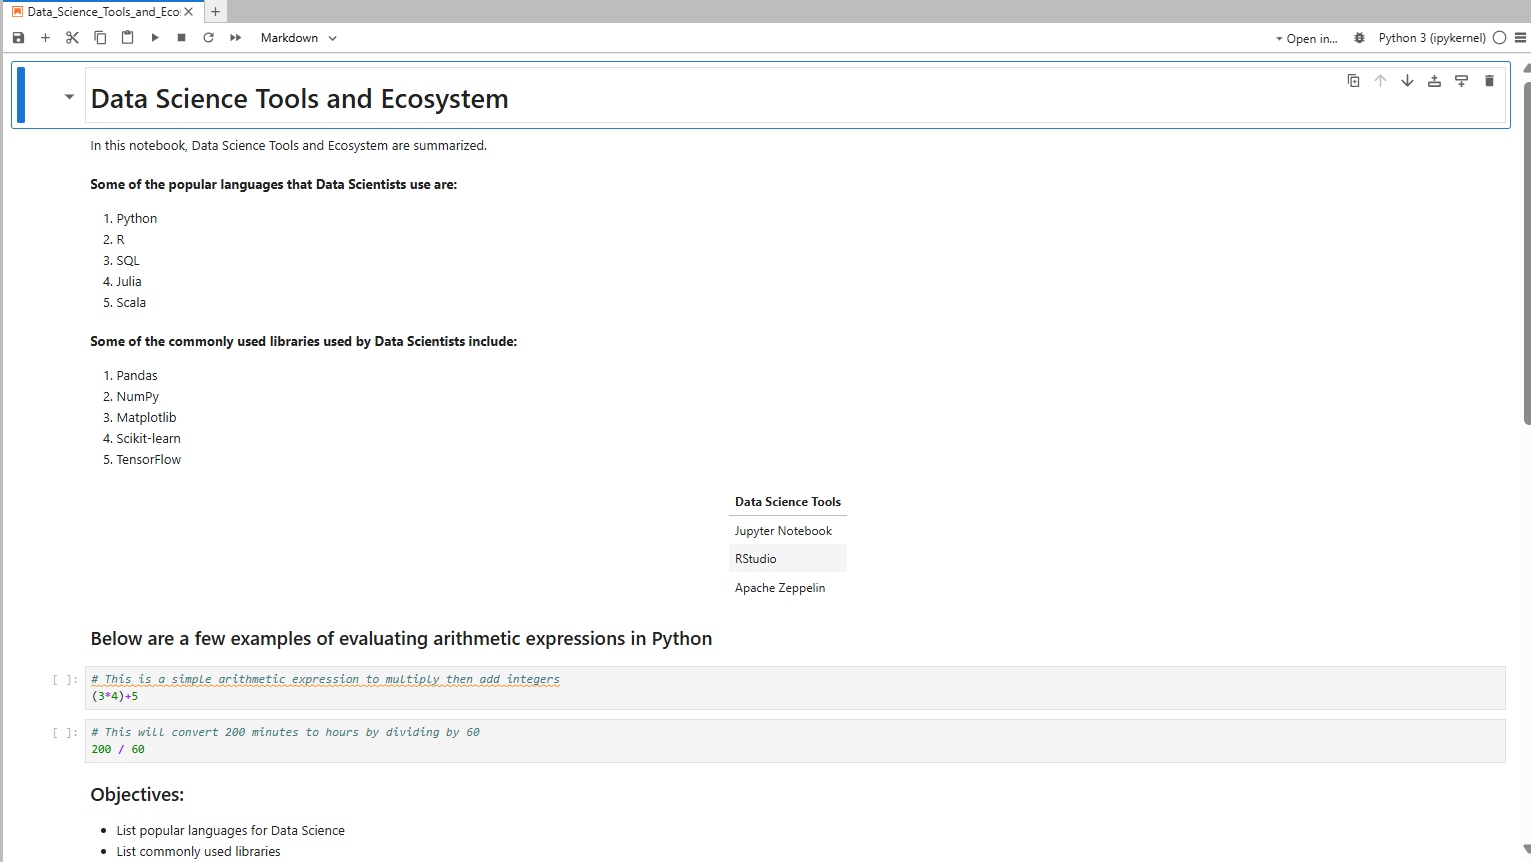 Data_Science_Tools_and_Eco
Markdown
Open in...
Python 3 (ipykernel)
Data Science Tools and Ecosystem
In this notebook, Data Science Tools and Ecosystem are summarized.
Some of the popular languages that Data Scientists use are:
1. Python
2. R
3. SQL
4. Julia
5. Scala
Some of the commonly used libraries used by Data Scientists include:
1. Pandas
2. NumPy
3. Matplotlib
4. Scikit-learn
5. TensorFlow
Data Science Tools
Jupyter Notebook
RStudio
Apache Zeppelin
Below are a few examples of evaluating arithmetic expressions in Python
[ ]: # This is a simple arithmetic expression to multiply then add integers
(3*4)+5
[ ]: # This will convert 200 minutes to hours by dividing by 60
200 / 60
Objectives:
• List popular languages for Data Science
• List commonly used libraries